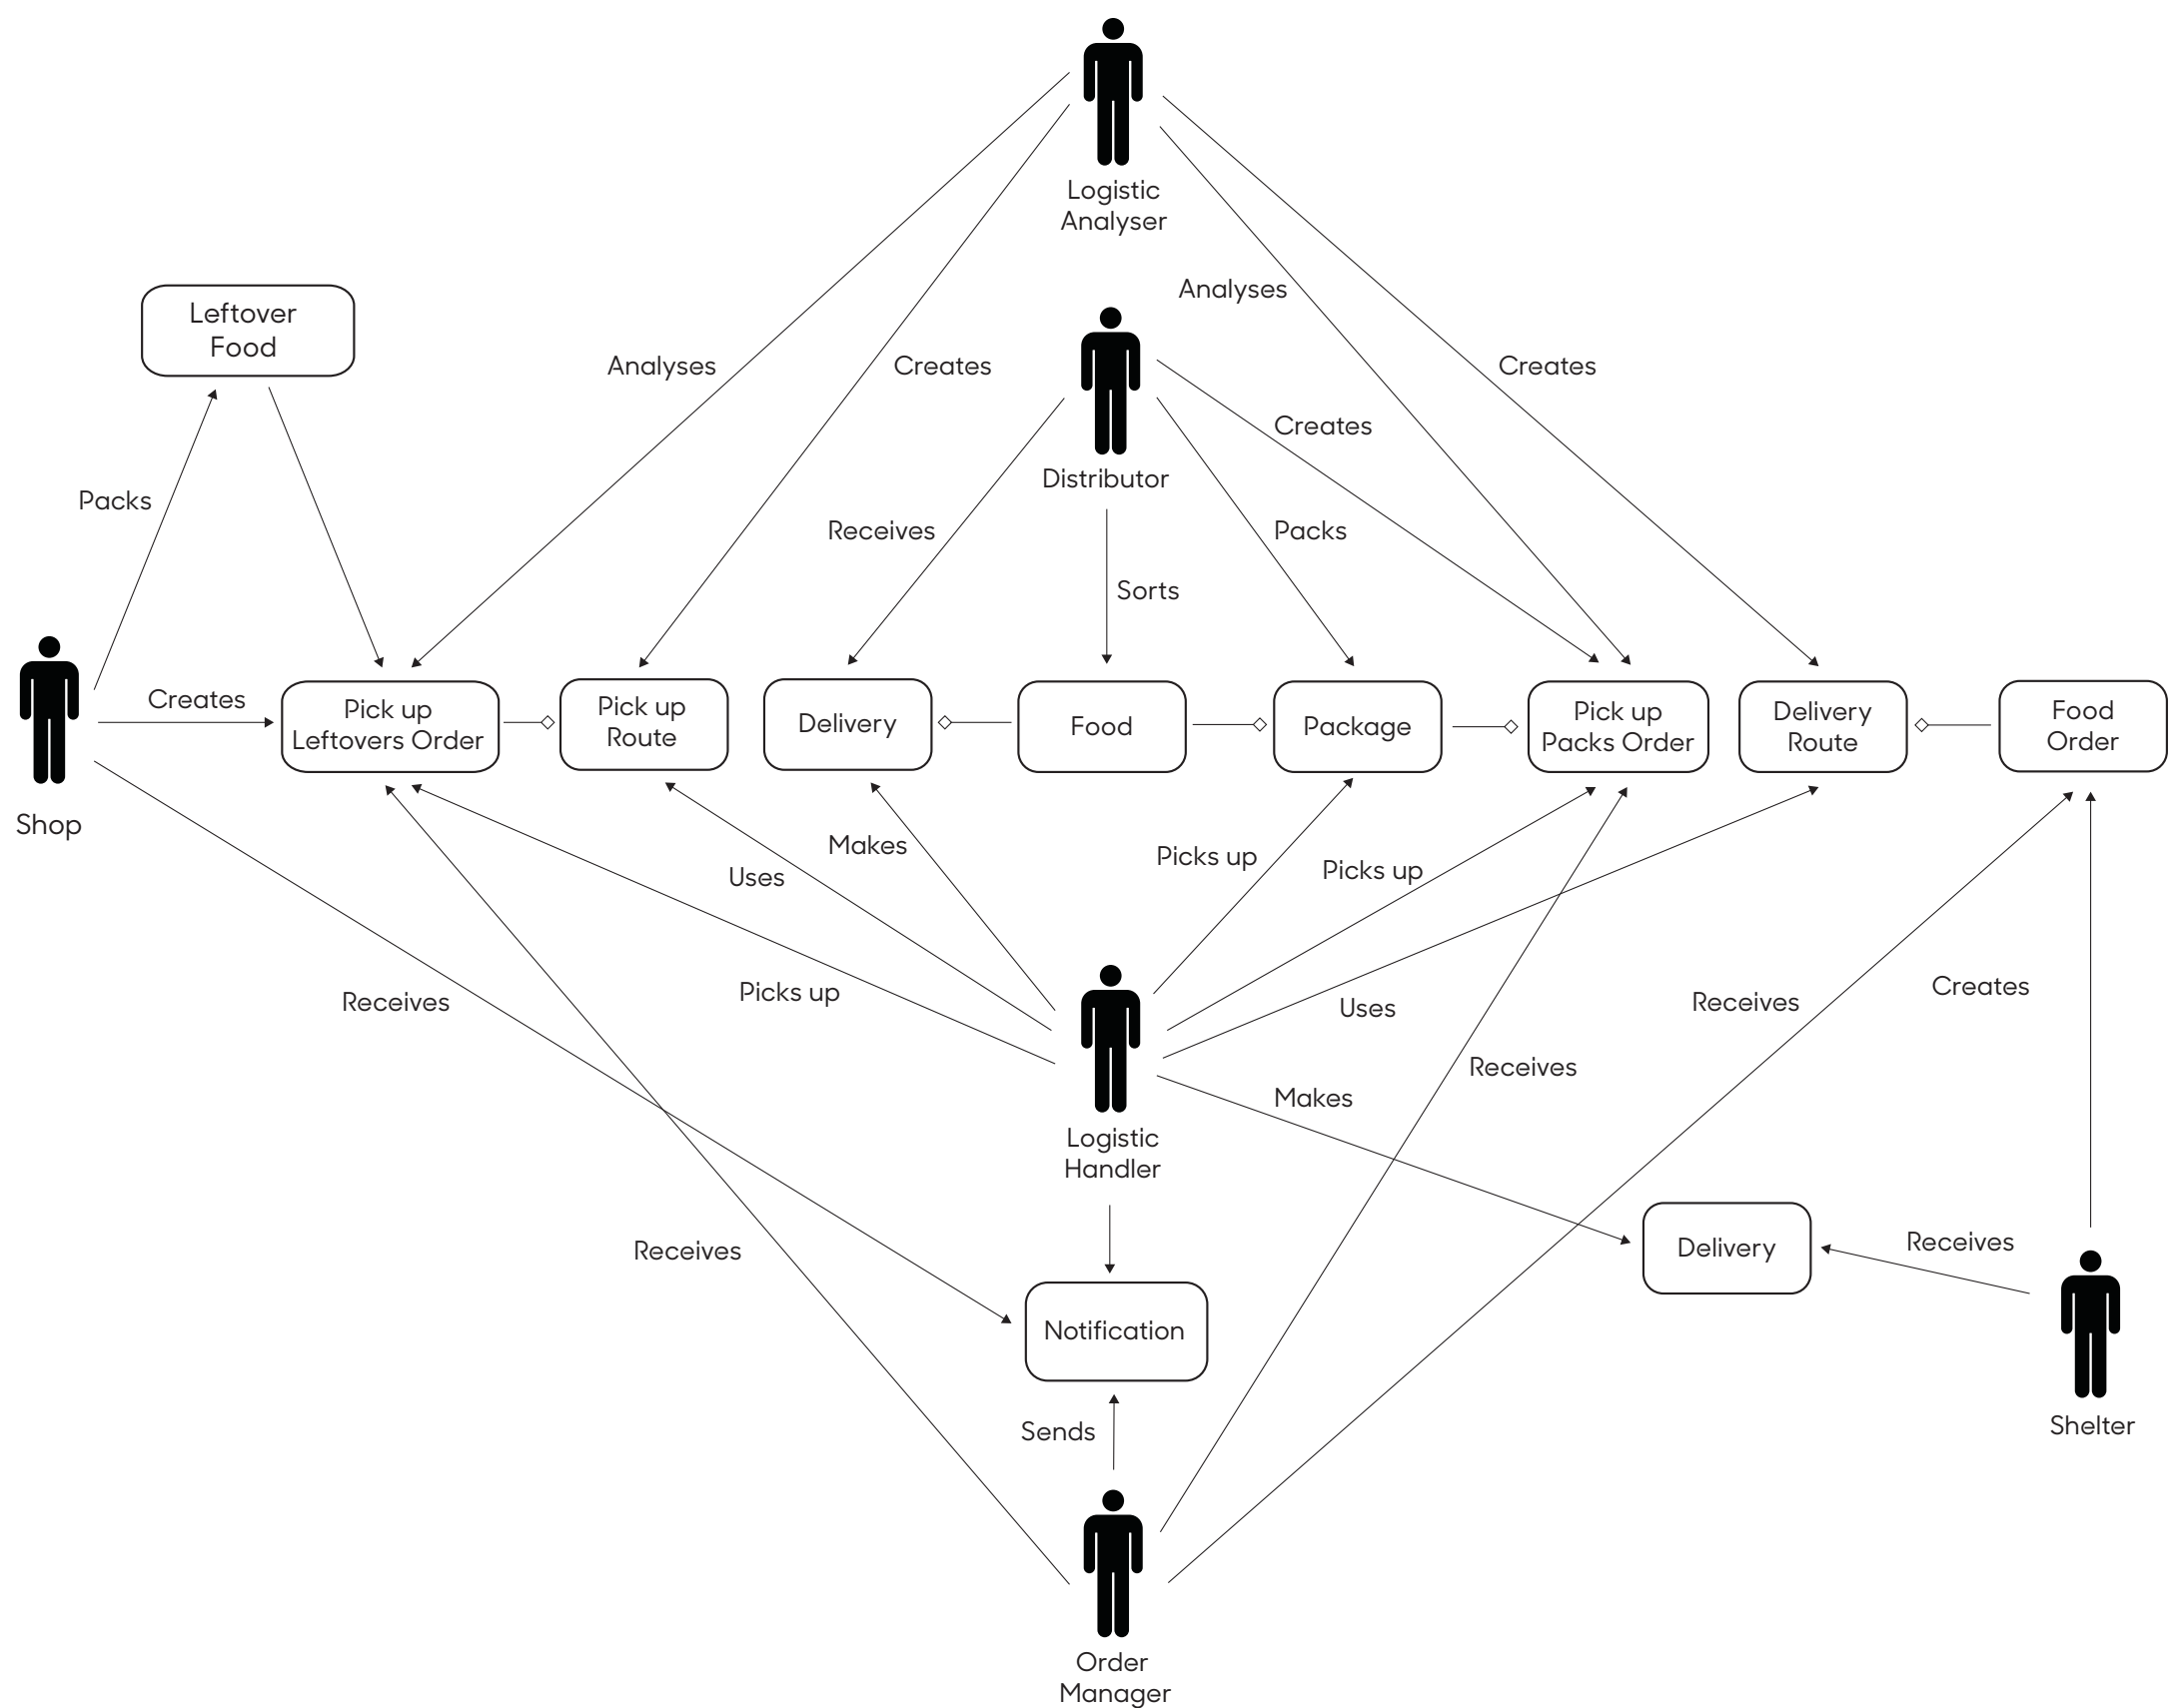 Logistic
Analyser
Analyses
Leftover
Food
Analyses
Creates
Creates
Creates
Distributor
Packs
Receives
Packs
Sorts
Creates
Pick up
Leftovers Order
Pick up
Route
Delivery
Food
Package
Pick up
Packs Order
Delivery
Route
Food
Order
Shop
Makes
Uses
Picks up
Picks up
Picks up
Receives
Uses
Receives
Creates
Receives
Makes
Logistic
Handler
Receives
Delivery
Receives
Notification
Sends
Shelter
Order
Manager